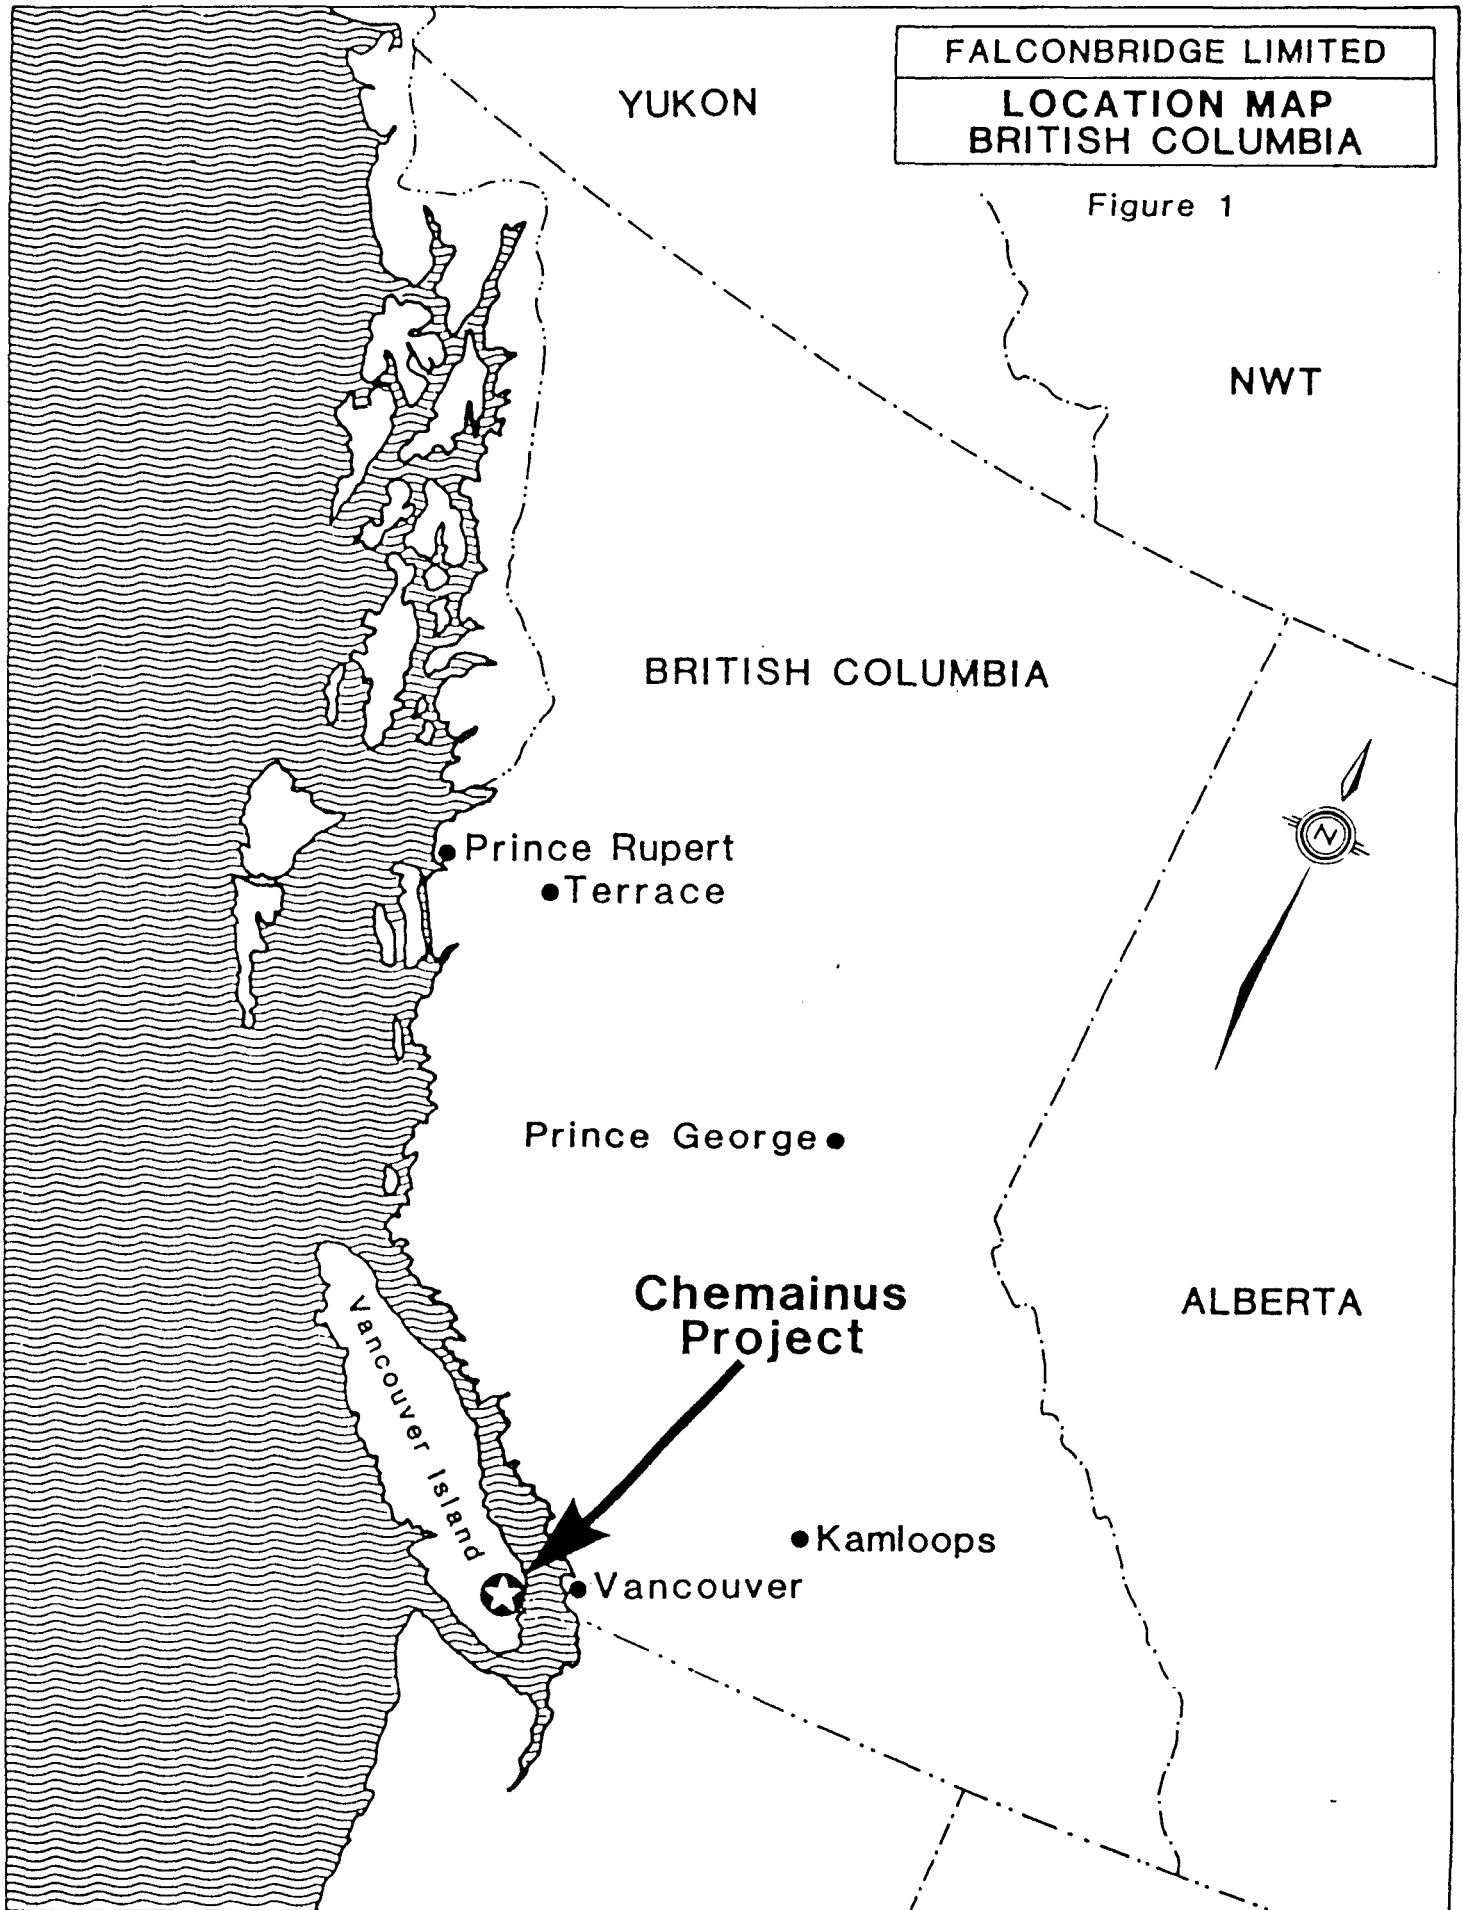 FALCONBRIDGE LIMITED
LOCATION MAP
BRITISH COLUMBIA
Figure 1
YUKON
NWT
BRITISH COLUMBIA
N
Prince Rupert
Terrace
Prince George
Chemainus
Project
ALBERTA
Vancouver Island
Kamloops
Vancouver